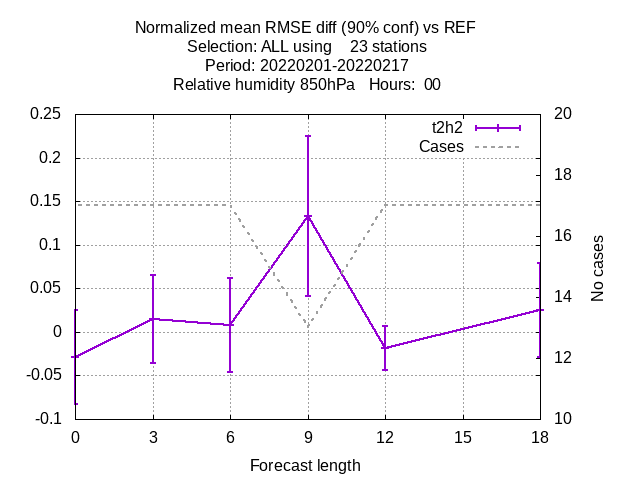 Normalized mean RMSE diff (90% conf) vs REF
Selection: ALL using    23 stations
Period: 20220201-20220217
Relative humidity 850hPa   Hours:  00
0.25
0.2
0.15
0.1
0.05
0
-0.05
-0.1
20
18
16
14
12
10
t2h2
Cases
No cases
0
3
6
9
12
15
18
Forecast length